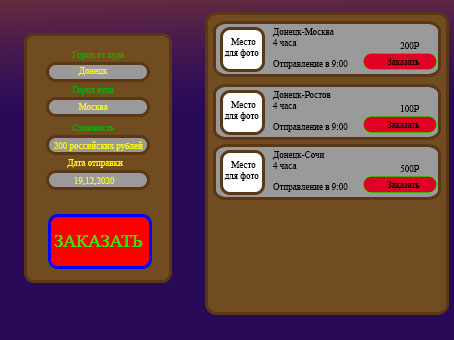 Город от куда
Донецк
Город куда
Москва
Стоимость
200 российских рублей
Дата отправки
19,12,2020
ЗАКАЗАТЬ
Место
для фото
Донецк-Москва
4 часа
Отправление в 9:00
200Р
Заказать
Место
для фото
Донецк-Ростов
4 часа
Отправление в 9:00
100Р
Заказать
Место
для фото
Донецк-Сочи
4 часа
Отправление в 9:00
500Р
Заказать